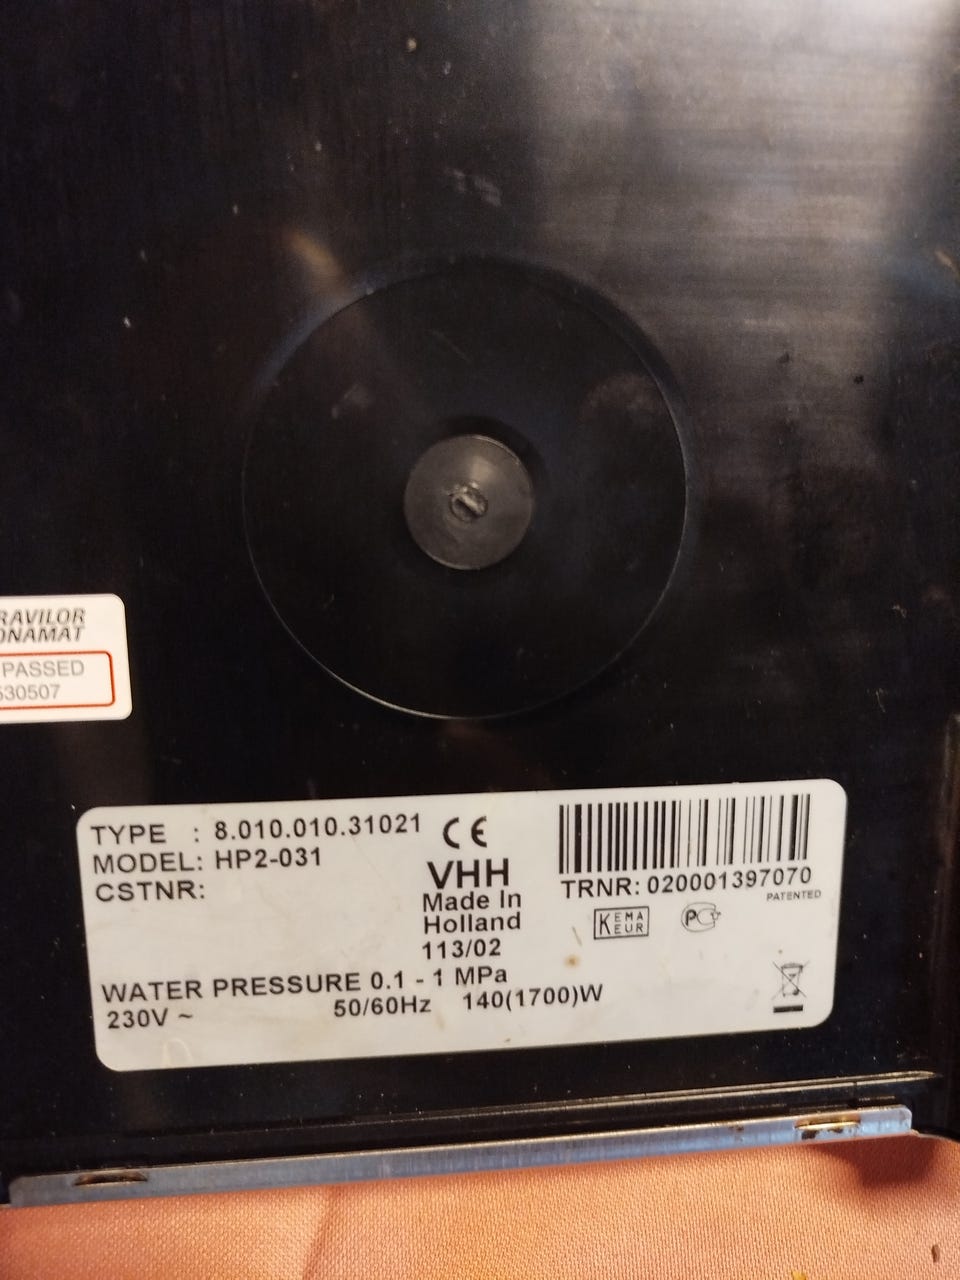 RAVILOR
ONAMAT
PASSED
530507
TYPE : 8.010.010.31021
MODEL: HP2-031
CSTNR:
CE
VHH
Made In
Holland
113/02
TRNR: 020001397070
PATENTED
KEMA
EUR
WATER PRESSURE 0.1 - 1 MPa
230V ~ 50/60Hz 140(1700)W